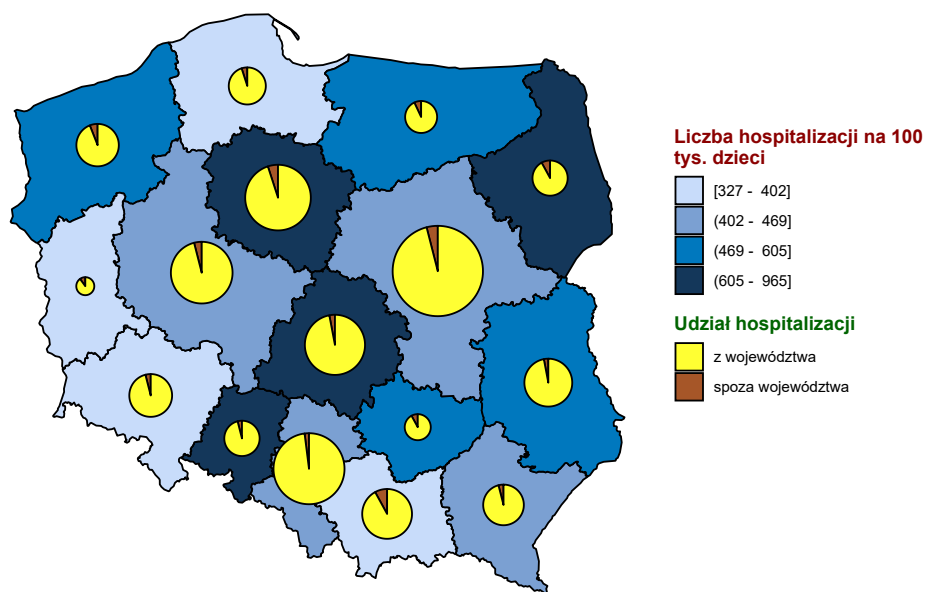 Liczba hospitalizacji na 100
tys. dzieci
[327 - 402]
(402 - 469]
(469 - 605]
(605 - 965]
Udział hospitalizacji
z województwa
spoza województwa